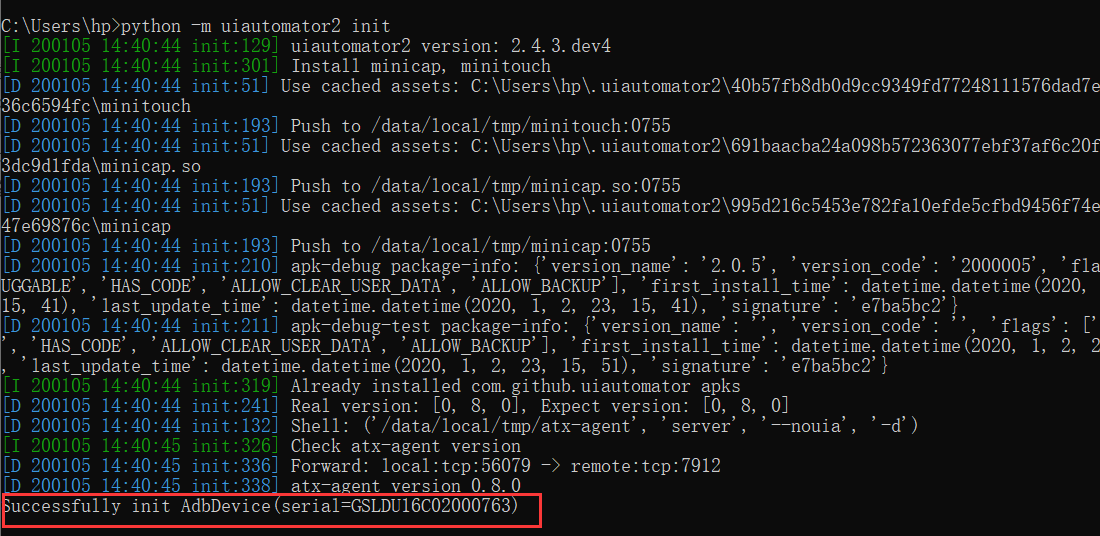 C:\Users\hp>python -m uiautomator2 init
[I 200105 14:40:44 init:129] uiautomator2 version: 2.4.3.dev4
[I 200105 14:40:44 init:301] Install minicap, minitouch
[D 200105 14:40:44 init:51] Use cached assets: C:\Users\hp\.uiautomator2\40b57fb8db0d9cc9349fd77248111576dad7e
36c6594fc\minitouch
[D 200105 14:40:44 init:193] Push to /data/local/tmp/minitouch:0755
[D 200105 14:40:44 init:51] Use cached assets: C:\Users\hp\.uiautomator2\691baacba24a098b572363077ebf37af6c20f
3dc9d1fda\minicap.so
[D 200105 14:40:44 init:193] Push to /data/local/tmp/minicap.so:0755
[D 200105 14:40:44 init:51] Use cached assets: C:\Users\hp\.uiautomator2\995d216c5453e782fa10efde5cfbd9456f74e
47e69876c\minicap
[D 200105 14:40:44 init:193] Push to /data/local/tmp/minicap:0755
[D 200105 14:40:44 init:210] apk-debug package-info: {'version_name': '2.0.5', 'version_code': '2000005', 'fla
UGGABLE', 'HAS_CODE', 'ALLOW_CLEAR_USER_DATA', 'ALLOW_BACKUP'], 'first_install_time': datetime.datetime(2020,
15, 41), 'last_update_time': datetime.datetime(2020, 1, 2, 23, 15, 41), 'signature': 'e7ba5bc2'}
[D 200105 14:40:44 init:211] apk-debug-test package-info: {'version_name': '', 'version_code': '', 'flags': ['
', 'HAS_CODE', 'ALLOW_CLEAR_USER_DATA', 'ALLOW_BACKUP'], 'first_install_time': datetime.datetime(2020, 1, 2, 2
, 'last_update_time': datetime.datetime(2020, 1, 2, 23, 15, 51), 'signature': 'e7ba5bc2'}
[I 200105 14:40:44 init:319] Already installed com.github.uiautomator apks
[D 200105 14:40:44 init:241] Real version: [0, 8, 0], Expect version: [0, 8, 0]
[D 200105 14:40:44 init:132] Shell: ('/data/local/tmp/atx-agent', 'server', '--nouia', '-d')
[I 200105 14:40:45 init:326] Check atx-agent version
[D 200105 14:40:45 init:336] Forward: local:tcp:56079 -> remote:tcp:7912
[D 200105 14:40:45 init:338] atx-agent version 0.8.0
Successfully init AdbDevice(serial=GSLDU16C02000763)